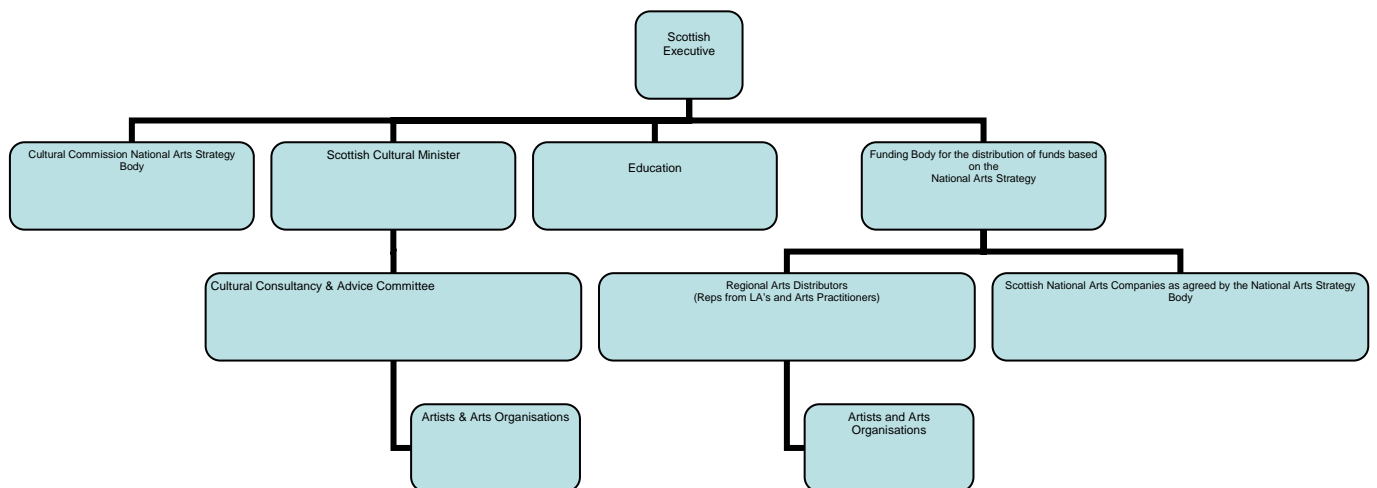 Scottish
Executive
Cultural Commission National Arts Strategy
Body
Scottish Cultural Minister
Education
Funding Body for the distribution of funds based
on the
National Arts Strategy
Cultural Consultancy & Advice Committee
Regional Arts Distributors
(Reps from LA's and Arts Practitioners)
Scottish National Arts Companies as agreed by the National Arts Strategy
Body
Artists & Arts Organisations
Artists and Arts
Organisations